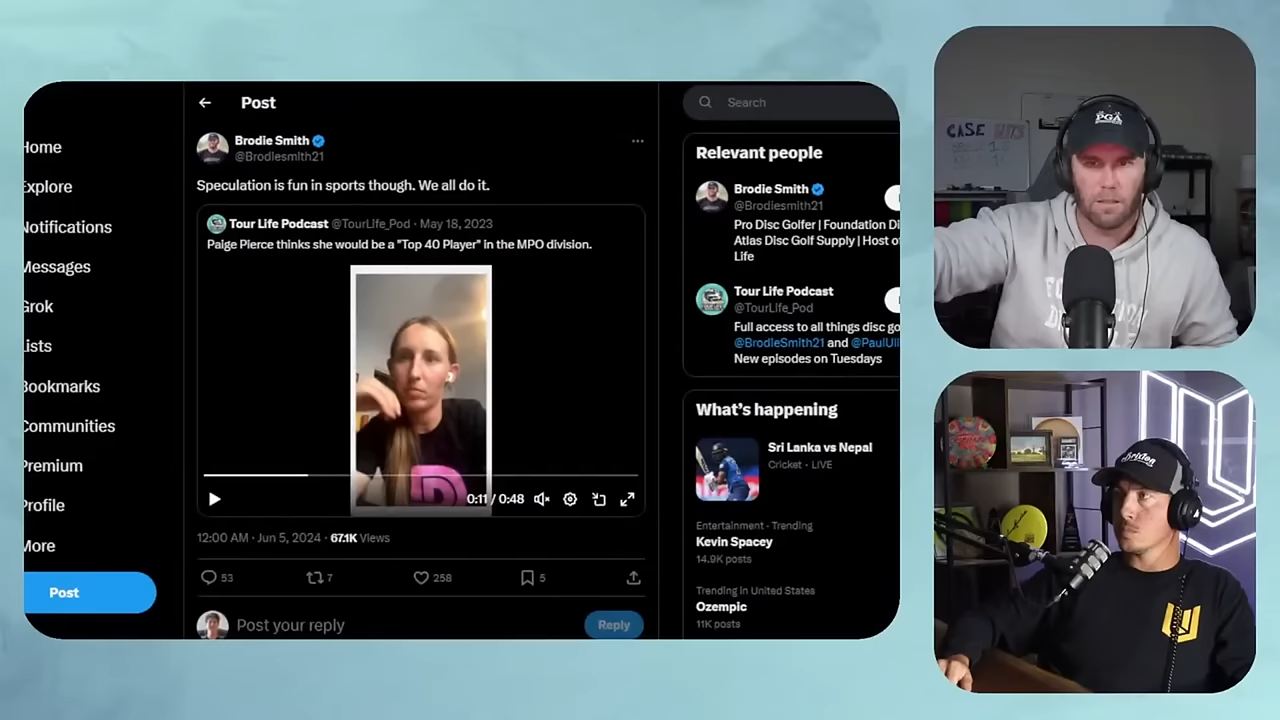 Home
Explore
Notifications
Messages
Grok
Lists
Bookmarks
Communities
Premium
Profile
More
Post
Post
Brodie Smith
@Brodiesmith21
Speculation is fun in sports though. We all do it.
Tour Life Podcast @TourLife_Pod · May 18, 2023
Paige Pierce thinks she would be a "Top 40 Player" in the MPO division.
D
0:11 / 0:48
12:00 AM · Jun 5, 2024 · 67.1K Views
53
7
258
5
Post your reply
Reply
Search
Relevant people
Brodie Smith
@Brodiesmith21
Pro Disc Golfer | Foundation Di
Atlas Disc Golf Supply | Host o
Life
Tour Life Podcast
@TourLife_Pod
Full access to all things disc go
@BrodieSmith21 and @PaulUli
New episodes on Tuesdays
What's happening
Sri Lanka vs Nepal
Cricket · LIVE
Entertainment · Trending
Kevin Spacey
14.9K posts
Trending in United States
Ozempic
11K posts
CASE
PGA